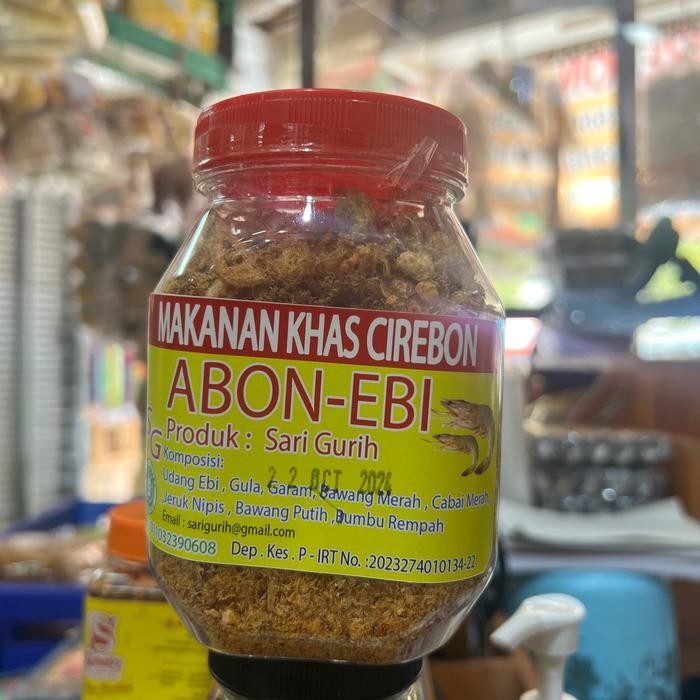 MAKANAN KHAS CIREBON
ABON-EBI
SG
Produk : Sari Gurih
Komposisi:
22 OCT 2024
Udang Ebi , Gula, Garam, Bawang Merah , Cabai Merah,
Jeruk Nipis , Bawang Putih ,Bumbu Rempah
Email : sarigurih@gmail.com
Dep . Kes . P - IRT No. :2023274010134-22